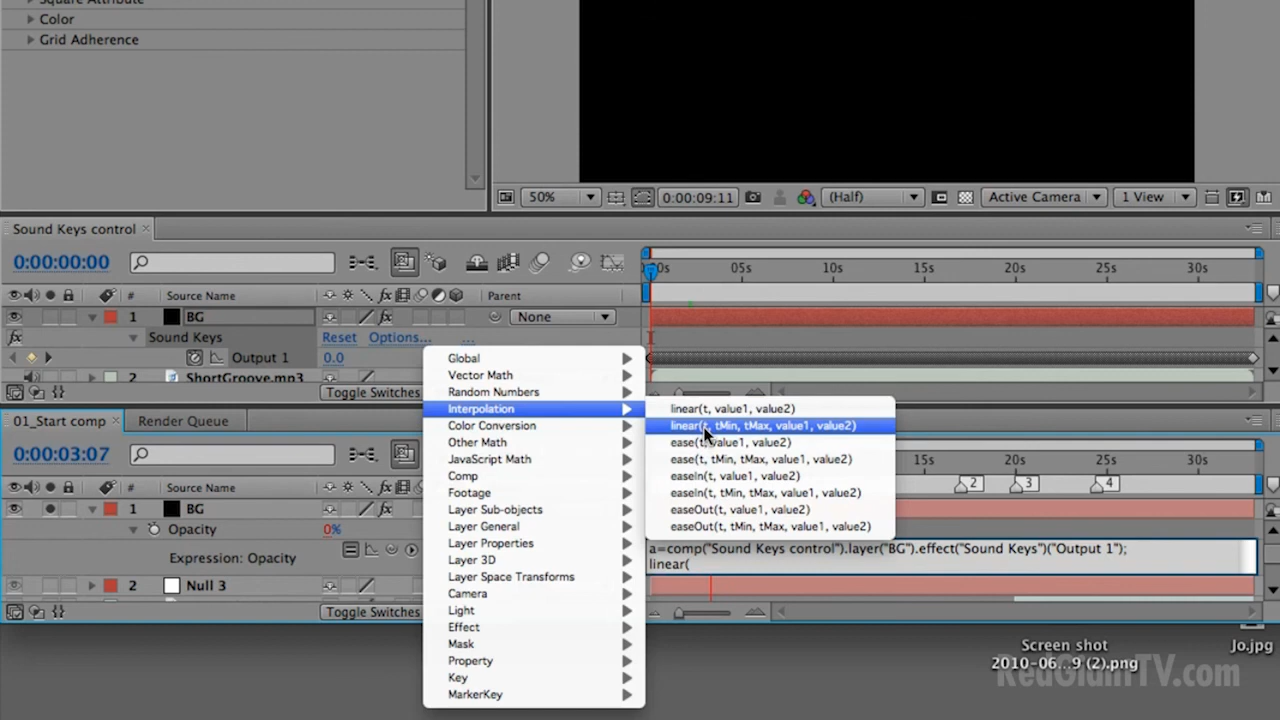 Square Attribute
Color
Grid Adherence
50%
0:00:09:11
(Half)
Active Camera
1 View
Sound Keys control ×
0:00:00:00
# Source Name
Parent
00s 05s 10s 15s 20s 25s 30s
1 BG
None
Sound Keys
Reset Options... ...
Output 1
0.0
2 ShortGroove.mp3
Toggle Switches
01_Start comp ×
Render Queue
0:00:03:07
15s 20s 25s 30s
# Source Name
2 3 4
1 BG
Opacity
0%
Expression: Opacity
a=comp("Sound Keys control").layer("BG").effect("Sound Keys")("Output 1");
linear(
2 Null 3
Toggle Switches
Global
Vector Math
Random Numbers
Interpolation
Color Conversion
Other Math
JavaScript Math
Comp
Footage
Layer Sub-objects
Layer General
Layer Properties
Layer 3D
Layer Space Transforms
Camera
Light
Effect
Mask
Property
Key
MarkerKey
linear(t, value1, value2)
linear(t, tMin, tMax, value1, value2)
ease(t, value1, value2)
ease(t, tMin, tMax, value1, value2)
easeIn(t, value1, value2)
easeIn(t, tMin, tMax, value1, value2)
easeOut(t, value1, value2)
easeOut(t, tMin, tMax, value1, value2)
Screen shot
2010-06...9 (2).png
Jo.jpg
RedGiantTV.com